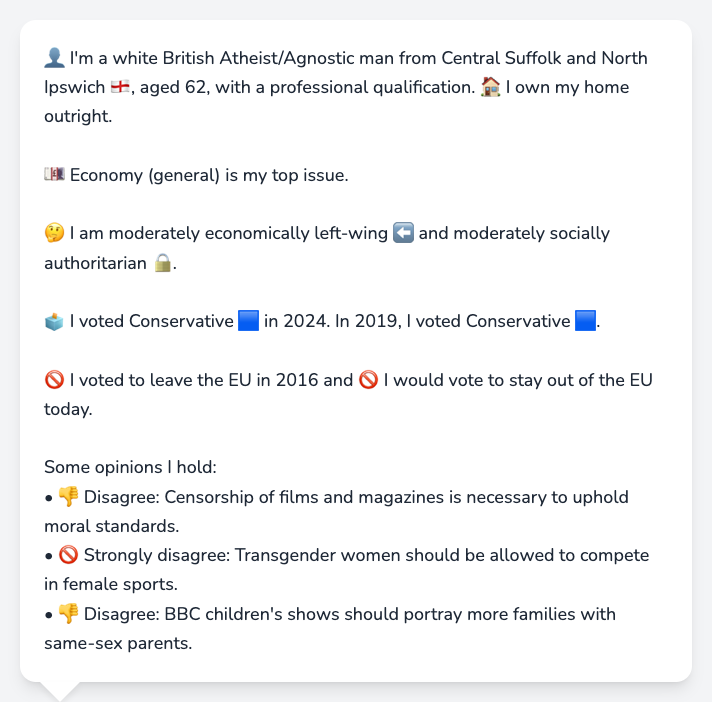 👤 I'm a white British Atheist/Agnostic man from Central Suffolk and North
Ipswich 🏴󠁧󠁢󠁥󠁮󠁧󠁿, aged 62, with a professional qualification. 🏠 I own my home
outright.
💷 Economy (general) is my top issue.
🤔 I am moderately economically left-wing ⬅️ and moderately socially
authoritarian 🔒.
🗳️ I voted Conservative 🟦 in 2024. In 2019, I voted Conservative 🟦.
🚫 I voted to leave the EU in 2016 and 🚫 I would vote to stay out of the EU
today.
Some opinions I hold:
• 👎 Disagree: Censorship of films and magazines is necessary to uphold
moral standards.
• 🚫 Strongly disagree: Transgender women should be allowed to compete
in female sports.
• 👎 Disagree: BBC children's shows should portray more families with
same-sex parents.